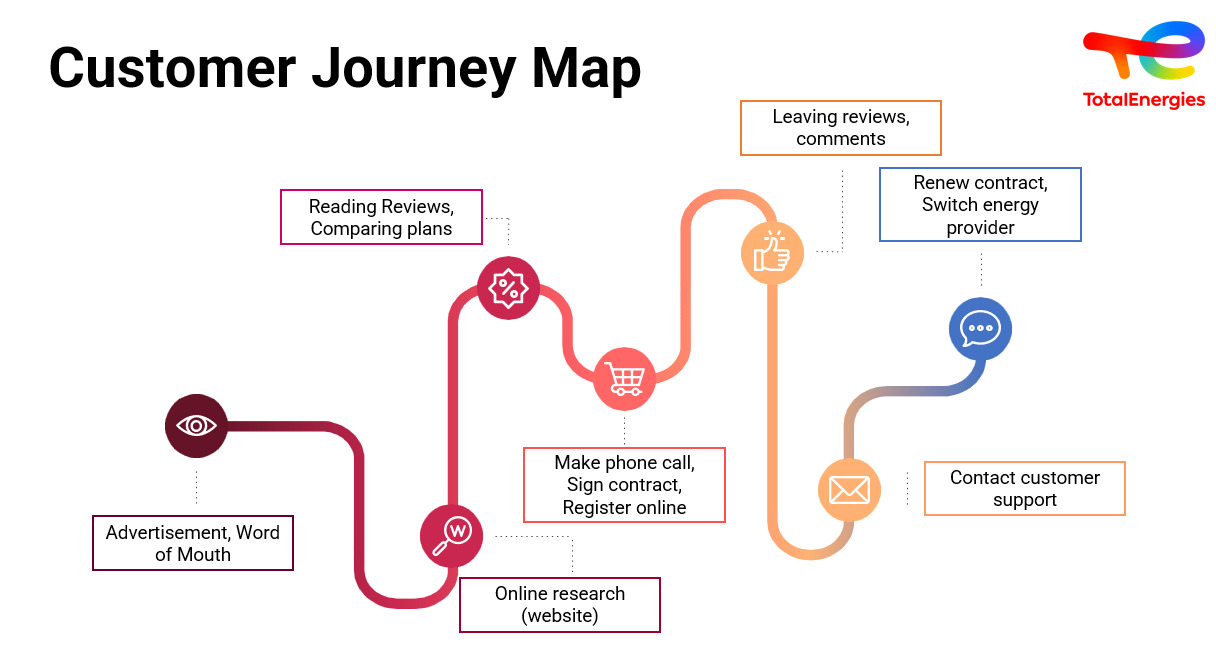 Customer Journey Map
TotalEnergies
Leaving reviews,
comments
Renew contract,
Switch energy
provider
Reading Reviews,
Comparing plans
Make phone call,
Sign contract,
Register online
Contact customer
support
Advertisement, Word
of Mouth
W
Online research
(website)